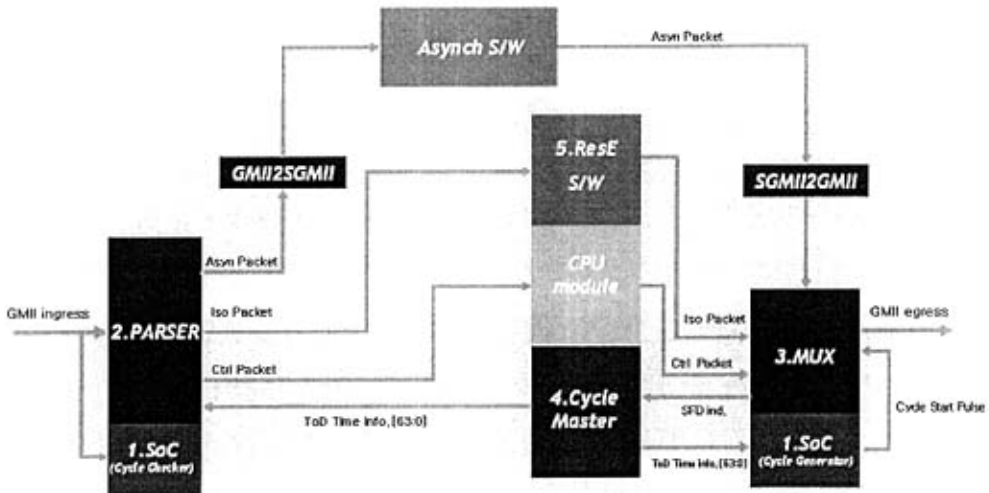 Asynch S/W
Asyn Packet
5.ResE
S/W
GMII2SGMII
SGMII2GMII
Asyn Packet
CPU
module
GMII ingress
Iso Packet
2.PARSER
Iso Packet
GMII egress
3.MUX
Ctrl Packet
Ctrl Packet
4.Cycle
Master
SFD ind.
Cycle Start Pulse
ToD Time Info,[63:0]
1.SoC
(Cycle Checker)
ToD Time info,[63:0]
1.SoC
(Cycle Generator)